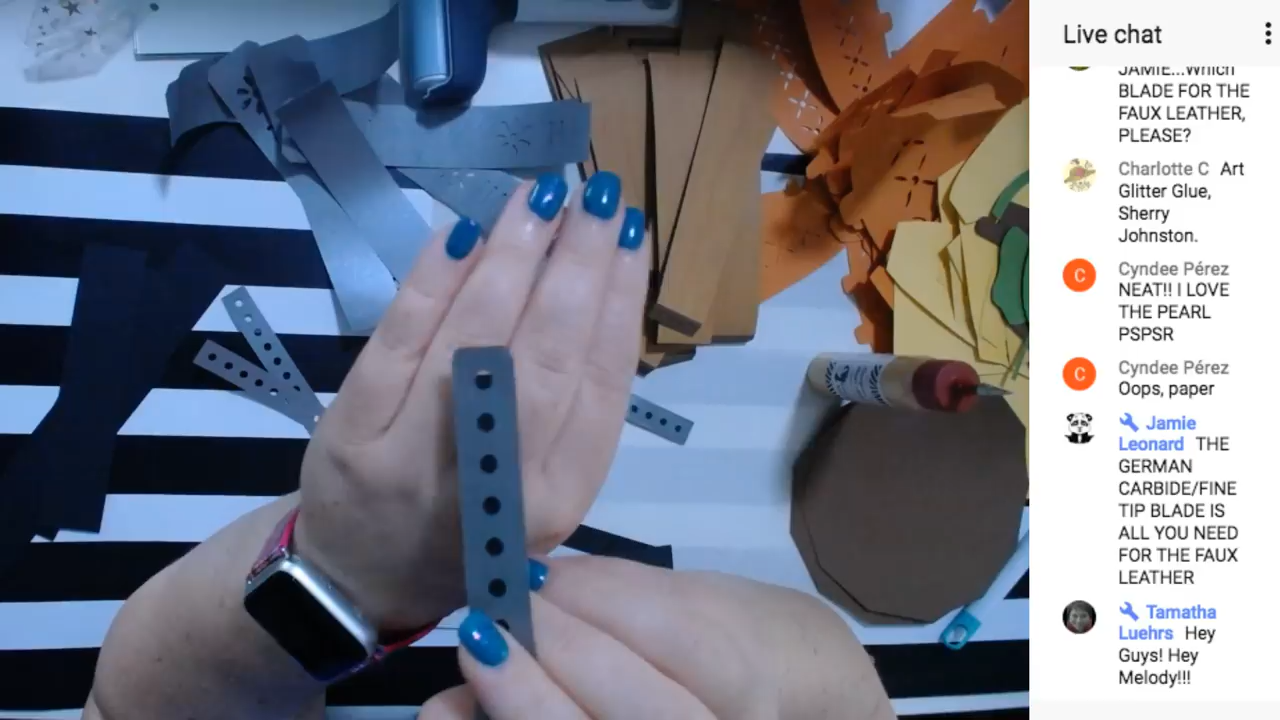 Live chat
JAMIE...Which
BLADE FOR THE
FAUX LEATHER,
PLEASE?
Charlotte C Art
Glitter Glue,
Sherry
Johnston.
Cyndee Pérez
NEAT!! I LOVE
THE PEARL
PSPSR
Cyndee Pérez
Oops, paper
Jamie
Leonard THE
GERMAN
CARBIDE/FINE
TIP BLADE IS
ALL YOU NEED
FOR THE FAUX
LEATHER
Tamatha
Luehrs Hey
Guys! Hey
Melody!!!
C
C